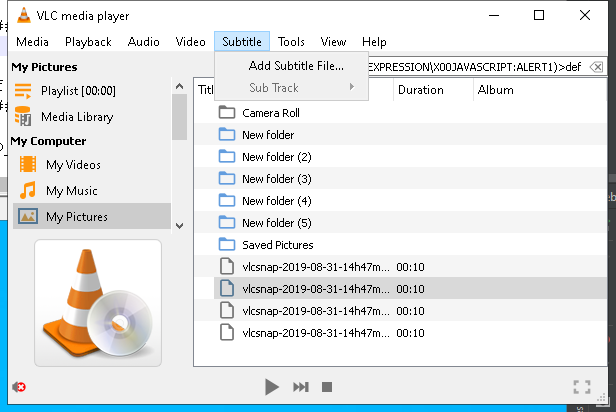 VLC media player
Media Playback Audio Video Subtitle Tools View Help
My Pictures
EXPRESSION\X00JAVASCRIPT:ALERT1)>def
Add Subtitle File...
Sub Track
Playlist [00:00]
Media Library
My Computer
My Videos
My Music
My Pictures
Duration Album
Camera Roll
New folder
New folder (2)
New folder (3)
New folder (4)
New folder (5)
Saved Pictures
vlcsnap-2019-08-31-14h47m... 00:10
vlcsnap-2019-08-31-14h47m... 00:10
vlcsnap-2019-08-31-14h47m... 00:10
vlcsnap-2019-08-31-14h47m... 00:10